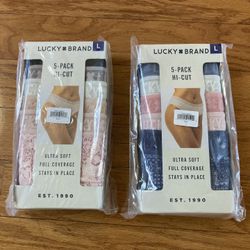 LUCKY BRAND
L
5-PACK
HI-CUT
ULTRA SOFT
FULL COVERAGE
STAYS IN PLACE
EST. 1990
LUCKY BRAND
L
5-PACK
HI-CUT
ULTRA SOFT
FULL COVERAGE
STAYS IN PLACE
EST. 1990